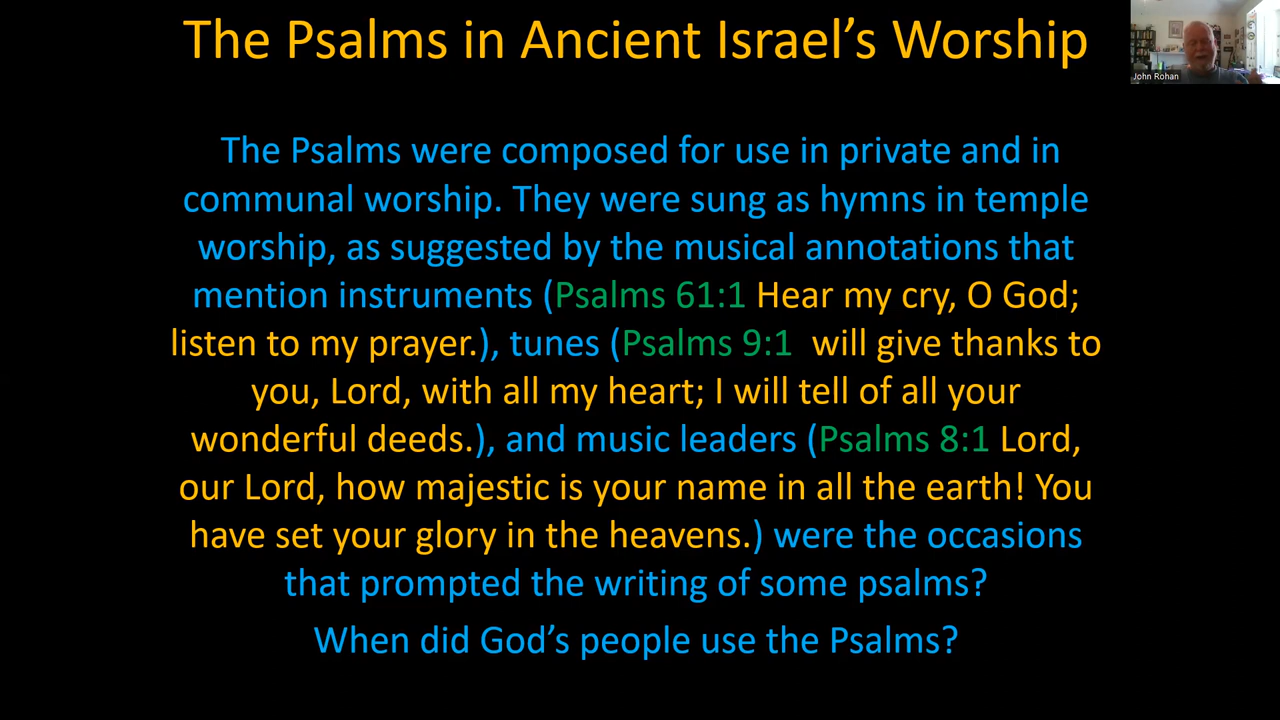 The Psalms in Ancient Israel’s Worship
John Rohan
The Psalms were composed for use in private and in
communal worship. They were sung as hymns in temple
worship, as suggested by the musical annotations that
mention instruments (Psalms 61:1 Hear my cry, O God;
listen to my prayer.), tunes (Psalms 9:1 will give thanks to
you, Lord, with all my heart; I will tell of all your
wonderful deeds.), and music leaders (Psalms 8:1 Lord,
our Lord, how majestic is your name in all the earth! You
have set your glory in the heavens.) were the occasions
that prompted the writing of some psalms?
When did God’s people use the Psalms?